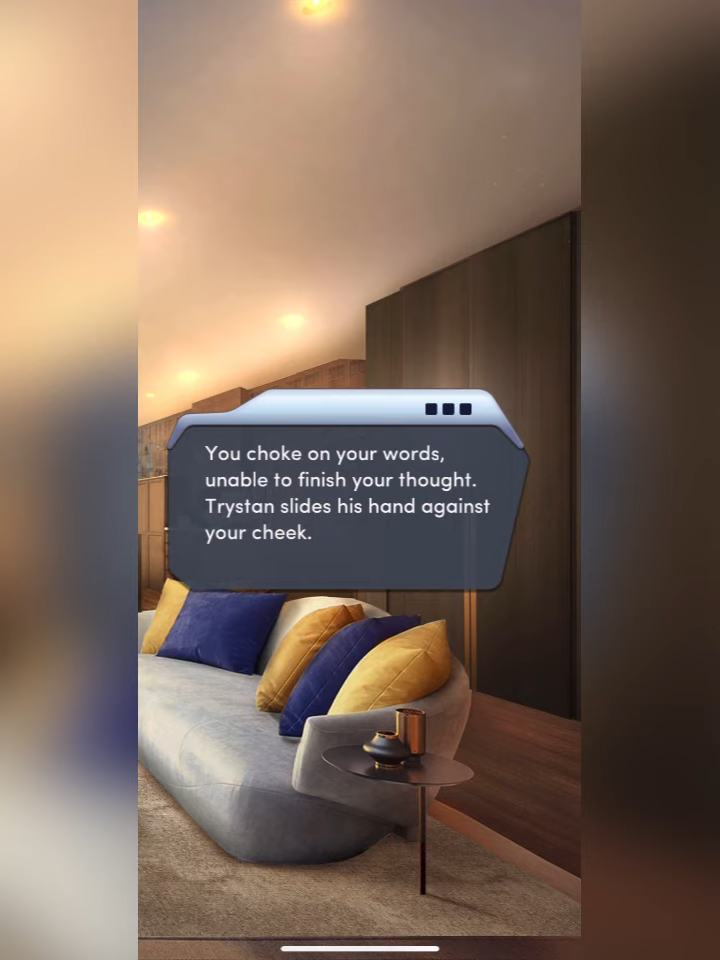 You choke on your words,
unable to finish your thought.
Trystan slides his hand against
your cheek.